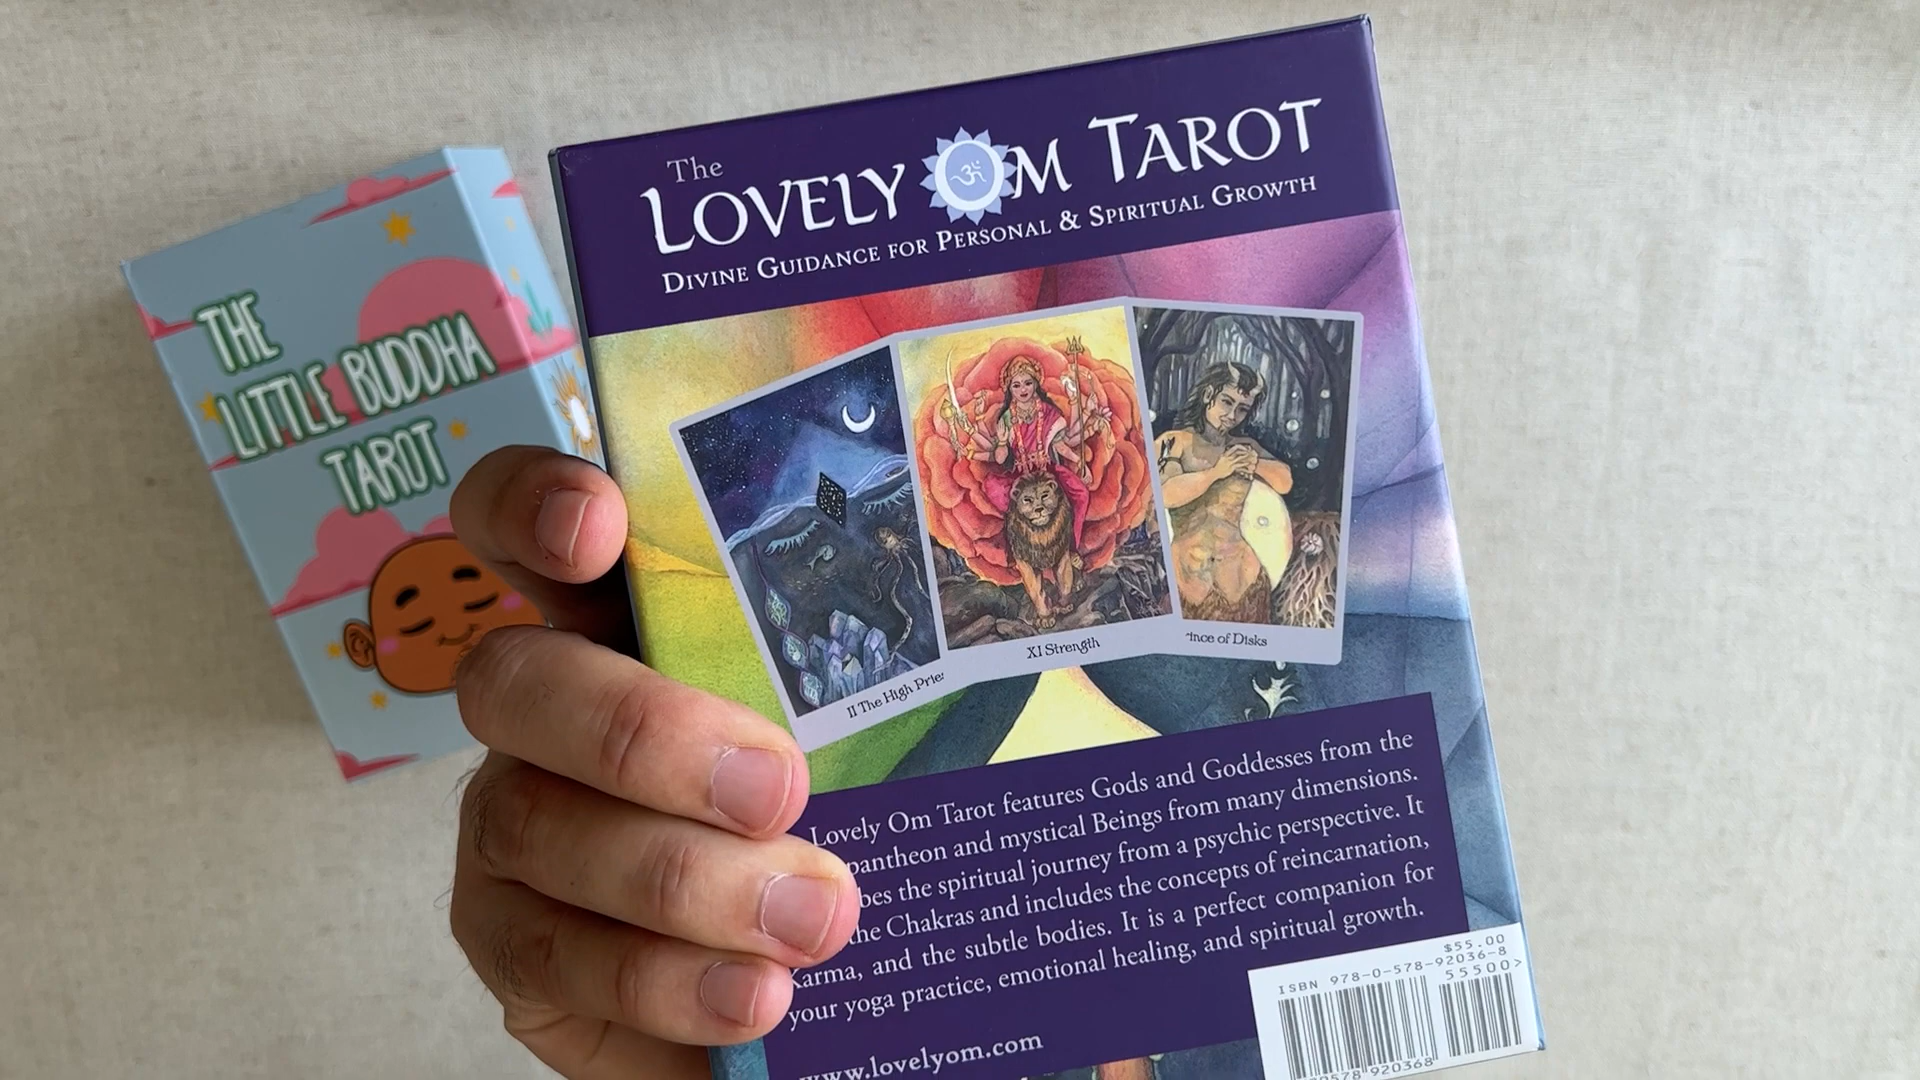 THE
LITTLE BUDDHA
TAROT
The
LOVELY OM TAROT
DIVINE GUIDANCE FOR PERSONAL & SPIRITUAL GROWTH
II The High Pries
XI Strength
ince of Disks
Lovely Om Tarot features Gods and Goddesses from the
pantheon and mystical Beings from many dimensions.
bes the spiritual journey from a psychic perspective. It
the Chakras and includes the concepts of reincarnation,
Karma, and the subtle bodies. It is a perfect companion for
your yoga practice, emotional healing, and spiritual growth.
www.lovelyom.com
$55.00
ISBN 978-0-578-92036-8
55500>
578 920368